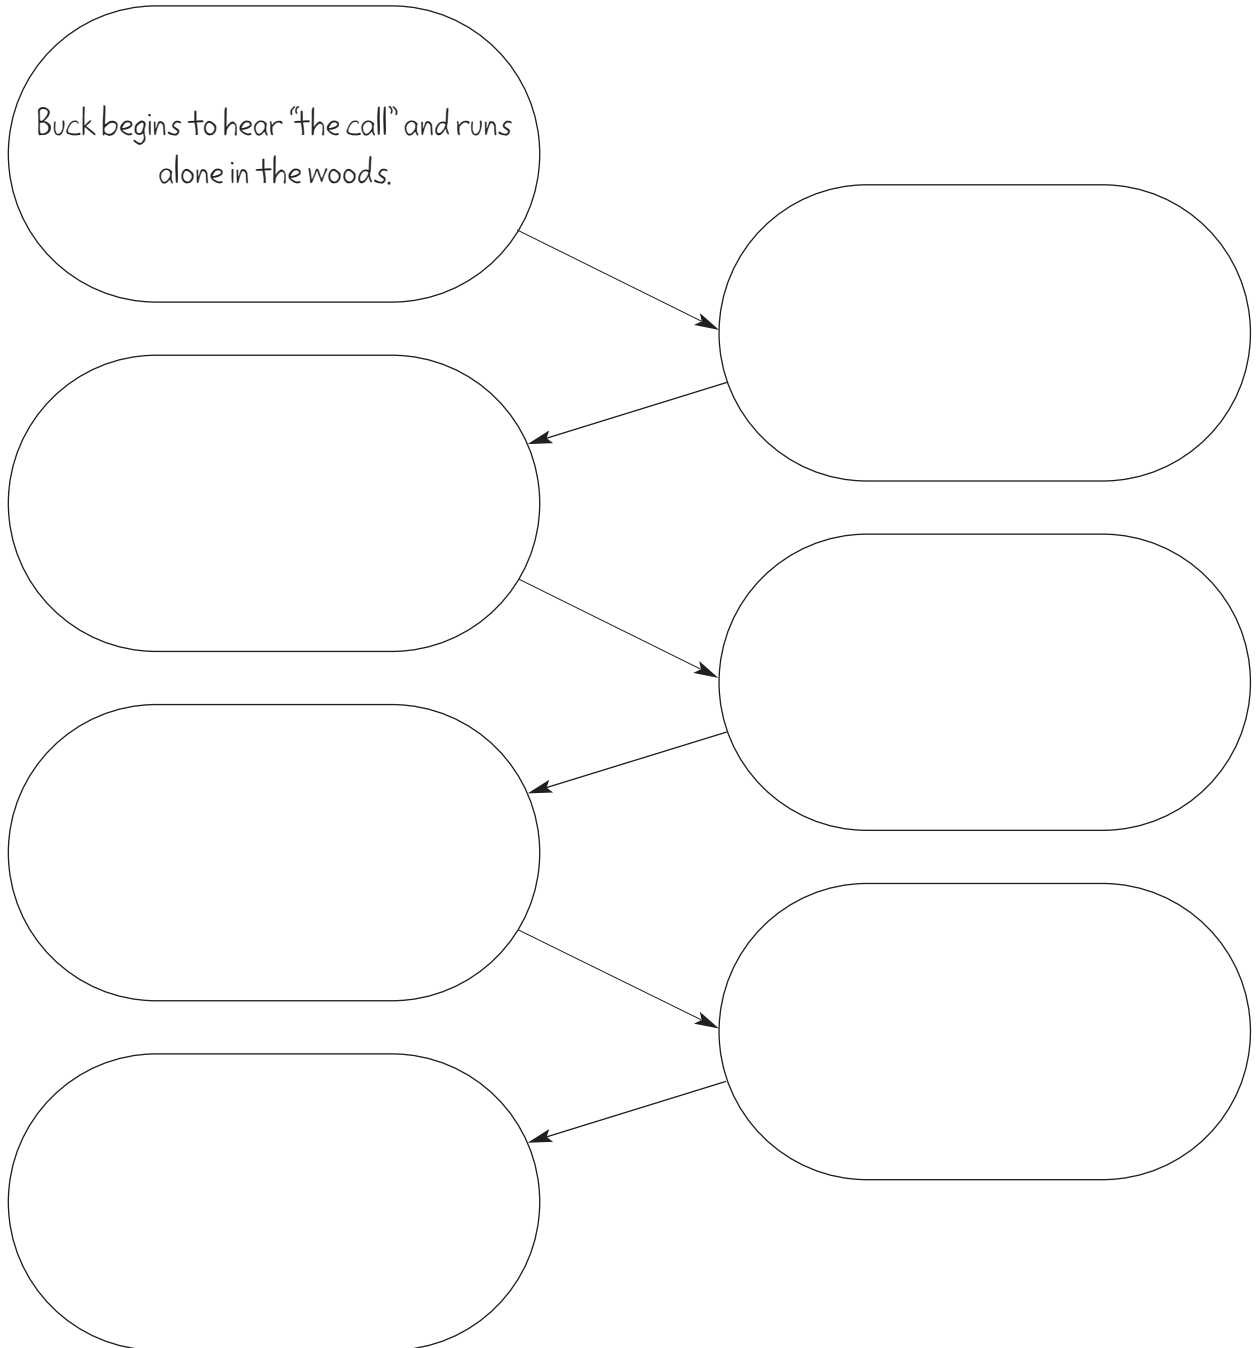 Buck begins to hear “the call” and runs
alone in the woods.